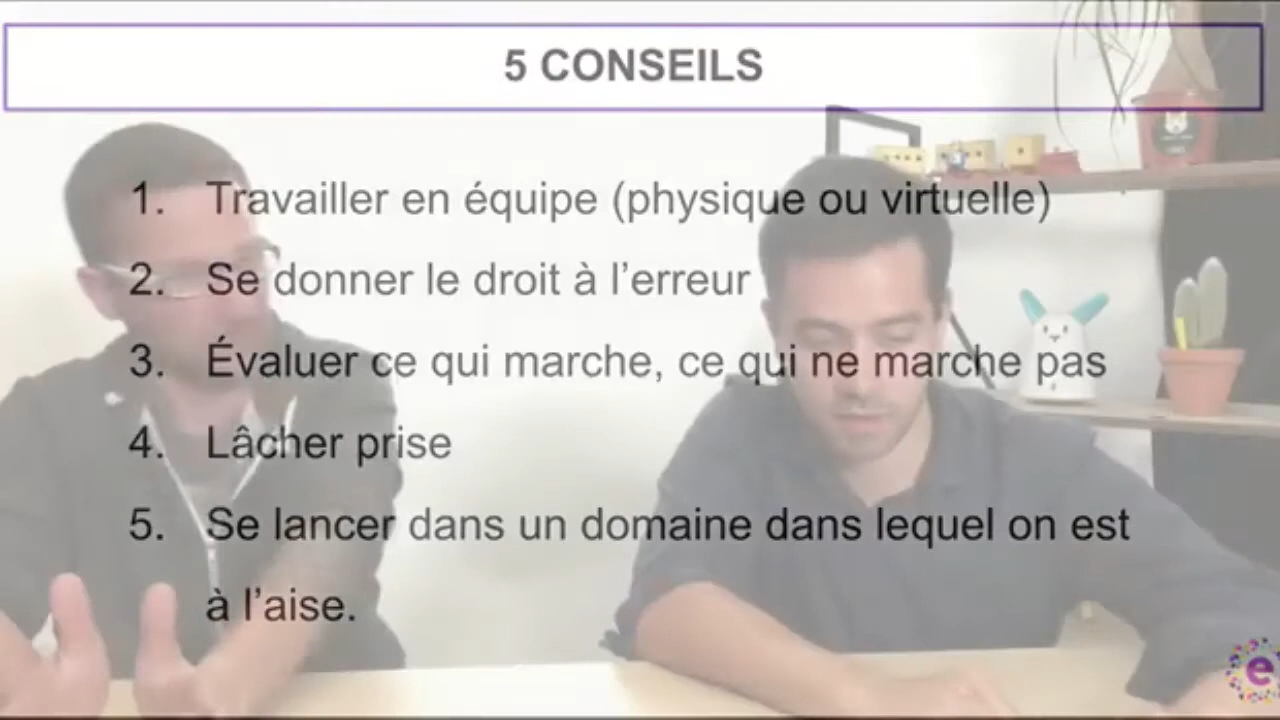 5 CONSEILS
1. Travailler en équipe (physique ou virtuelle)
2. Se donner le droit à l'erreur
3. Évaluer ce qui marche, ce qui ne marche pas
4. Lâcher prise
5. Se lancer dans un domaine dans lequel on est
à l'aise.
e